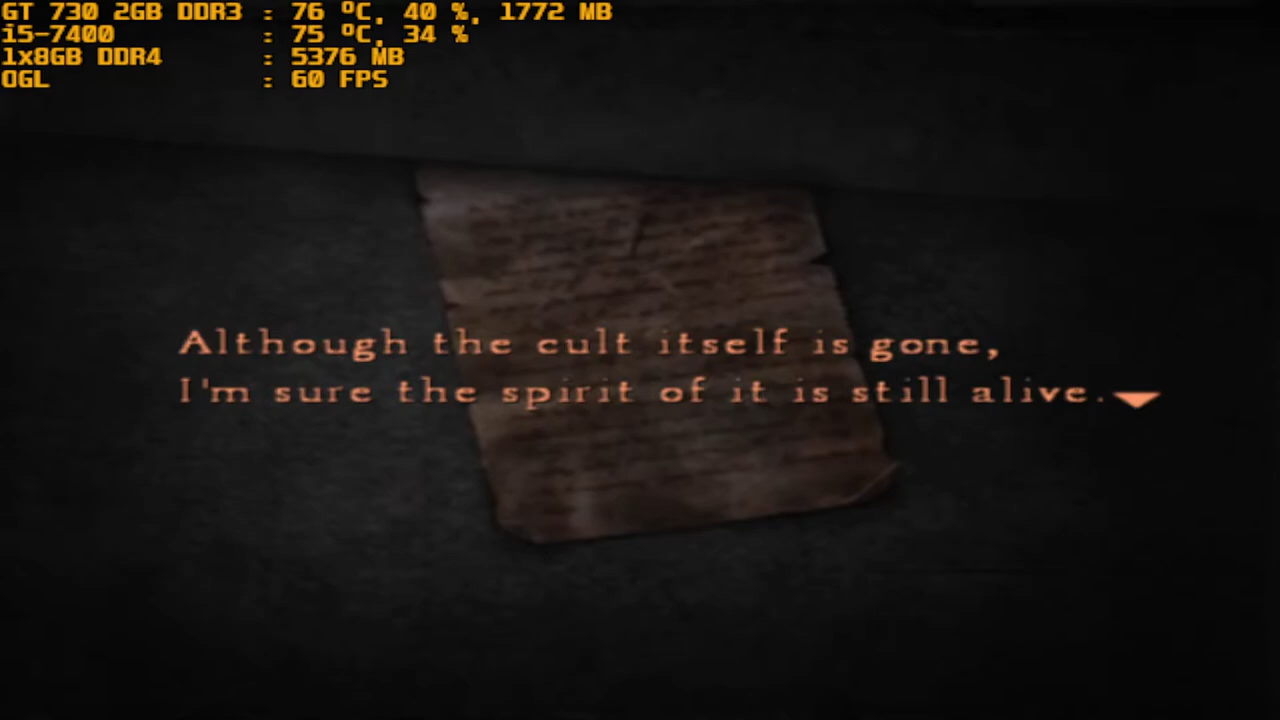 GT 730 2GB DDR3 : 76 ºC, 40 %, 1772 MB
i5-7400 : 75 ºC, 34 %
1x8GB DDR4 : 5376 MB
OGL : 60 FPS
Although the cult itself is gone,
I'm sure the spirit of it is still alive.